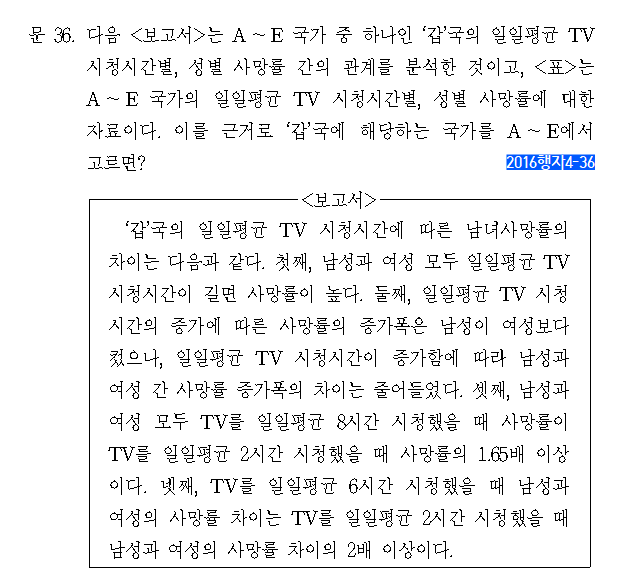 문 36. 다음 <보고서>는 A~E 국가 중 하나인 ‘갑’국의 일일평균 TV
시청시간별, 성별 사망률 간의 관계를 분석한 것이고, <표>는
A~E 국가의 일일평균 TV 시청시간별, 성별 사망률에 대한
자료이다. 이를 근거로 ‘갑’국에 해당하는 국가를 A~E에서
고르면? 2016행자4-36
<보고서>
‘갑’국의 일일평균 TV 시청시간에 따른 남녀사망률의
차이는 다음과 같다. 첫째, 남성과 여성 모두 일일평균 TV
시청시간이 길면 사망률이 높다. 둘째, 일일평균 TV 시청
시간의 증가에 따른 사망률의 증가폭은 남성이 여성보다
컸으나, 일일평균 TV 시청시간이 증가함에 따라 남성과
여성 간 사망률 증가폭의 차이는 줄어들었다. 셋째, 남성과
여성 모두 TV를 일일평균 8시간 시청했을 때 사망률이
TV를 일일평균 2시간 시청했을 때 사망률의 1.65배 이상
이다. 넷째, TV를 일일평균 6시간 시청했을 때 남성과
여성의 사망률 차이는 TV를 일일평균 2시간 시청했을 때
남성과 여성의 사망률 차이의 2배 이상이다.